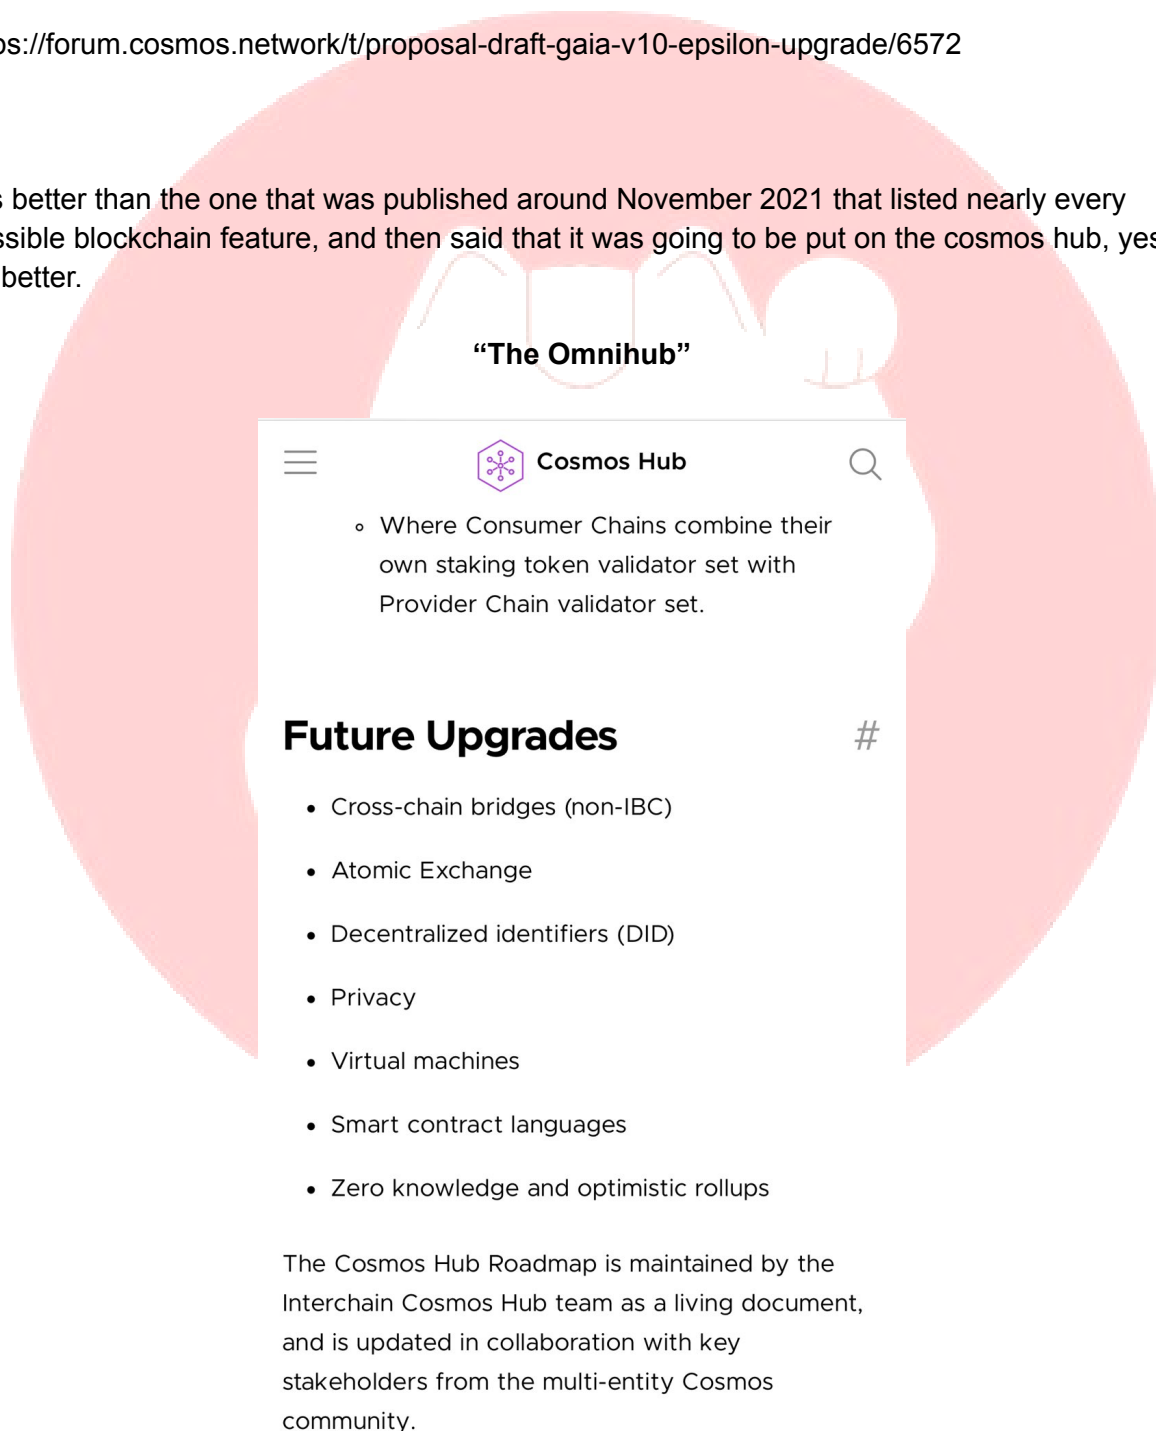 ps://forum.cosmos.network/t/proposal-draft-gaia-v10-epsilon-upgrade/6572
s better than the one that was published around November 2021 that listed nearly every
ssible blockchain feature, and then said that it was going to be put on the cosmos hub, yes
better.
“The Omnihub”
Cosmos Hub
◦ Where Consumer Chains combine their
own staking token validator set with
Provider Chain validator set.
Future Upgrades #
• Cross-chain bridges (non-IBC)
• Atomic Exchange
• Decentralized identifiers (DID)
• Privacy
• Virtual machines
• Smart contract languages
• Zero knowledge and optimistic rollups
The Cosmos Hub Roadmap is maintained by the
Interchain Cosmos Hub team as a living document,
and is updated in collaboration with key
stakeholders from the multi-entity Cosmos
community.